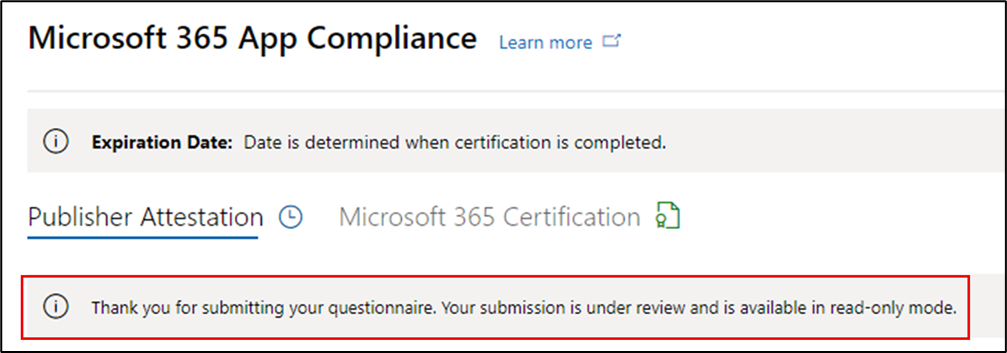 Microsoft 365 App Compliance Learn more
Expiration Date: Date is determined when certification is completed.
Publisher Attestation Microsoft 365 Certification
Thank you for submitting your questionnaire. Your submission is under review and is available in read-only mode.